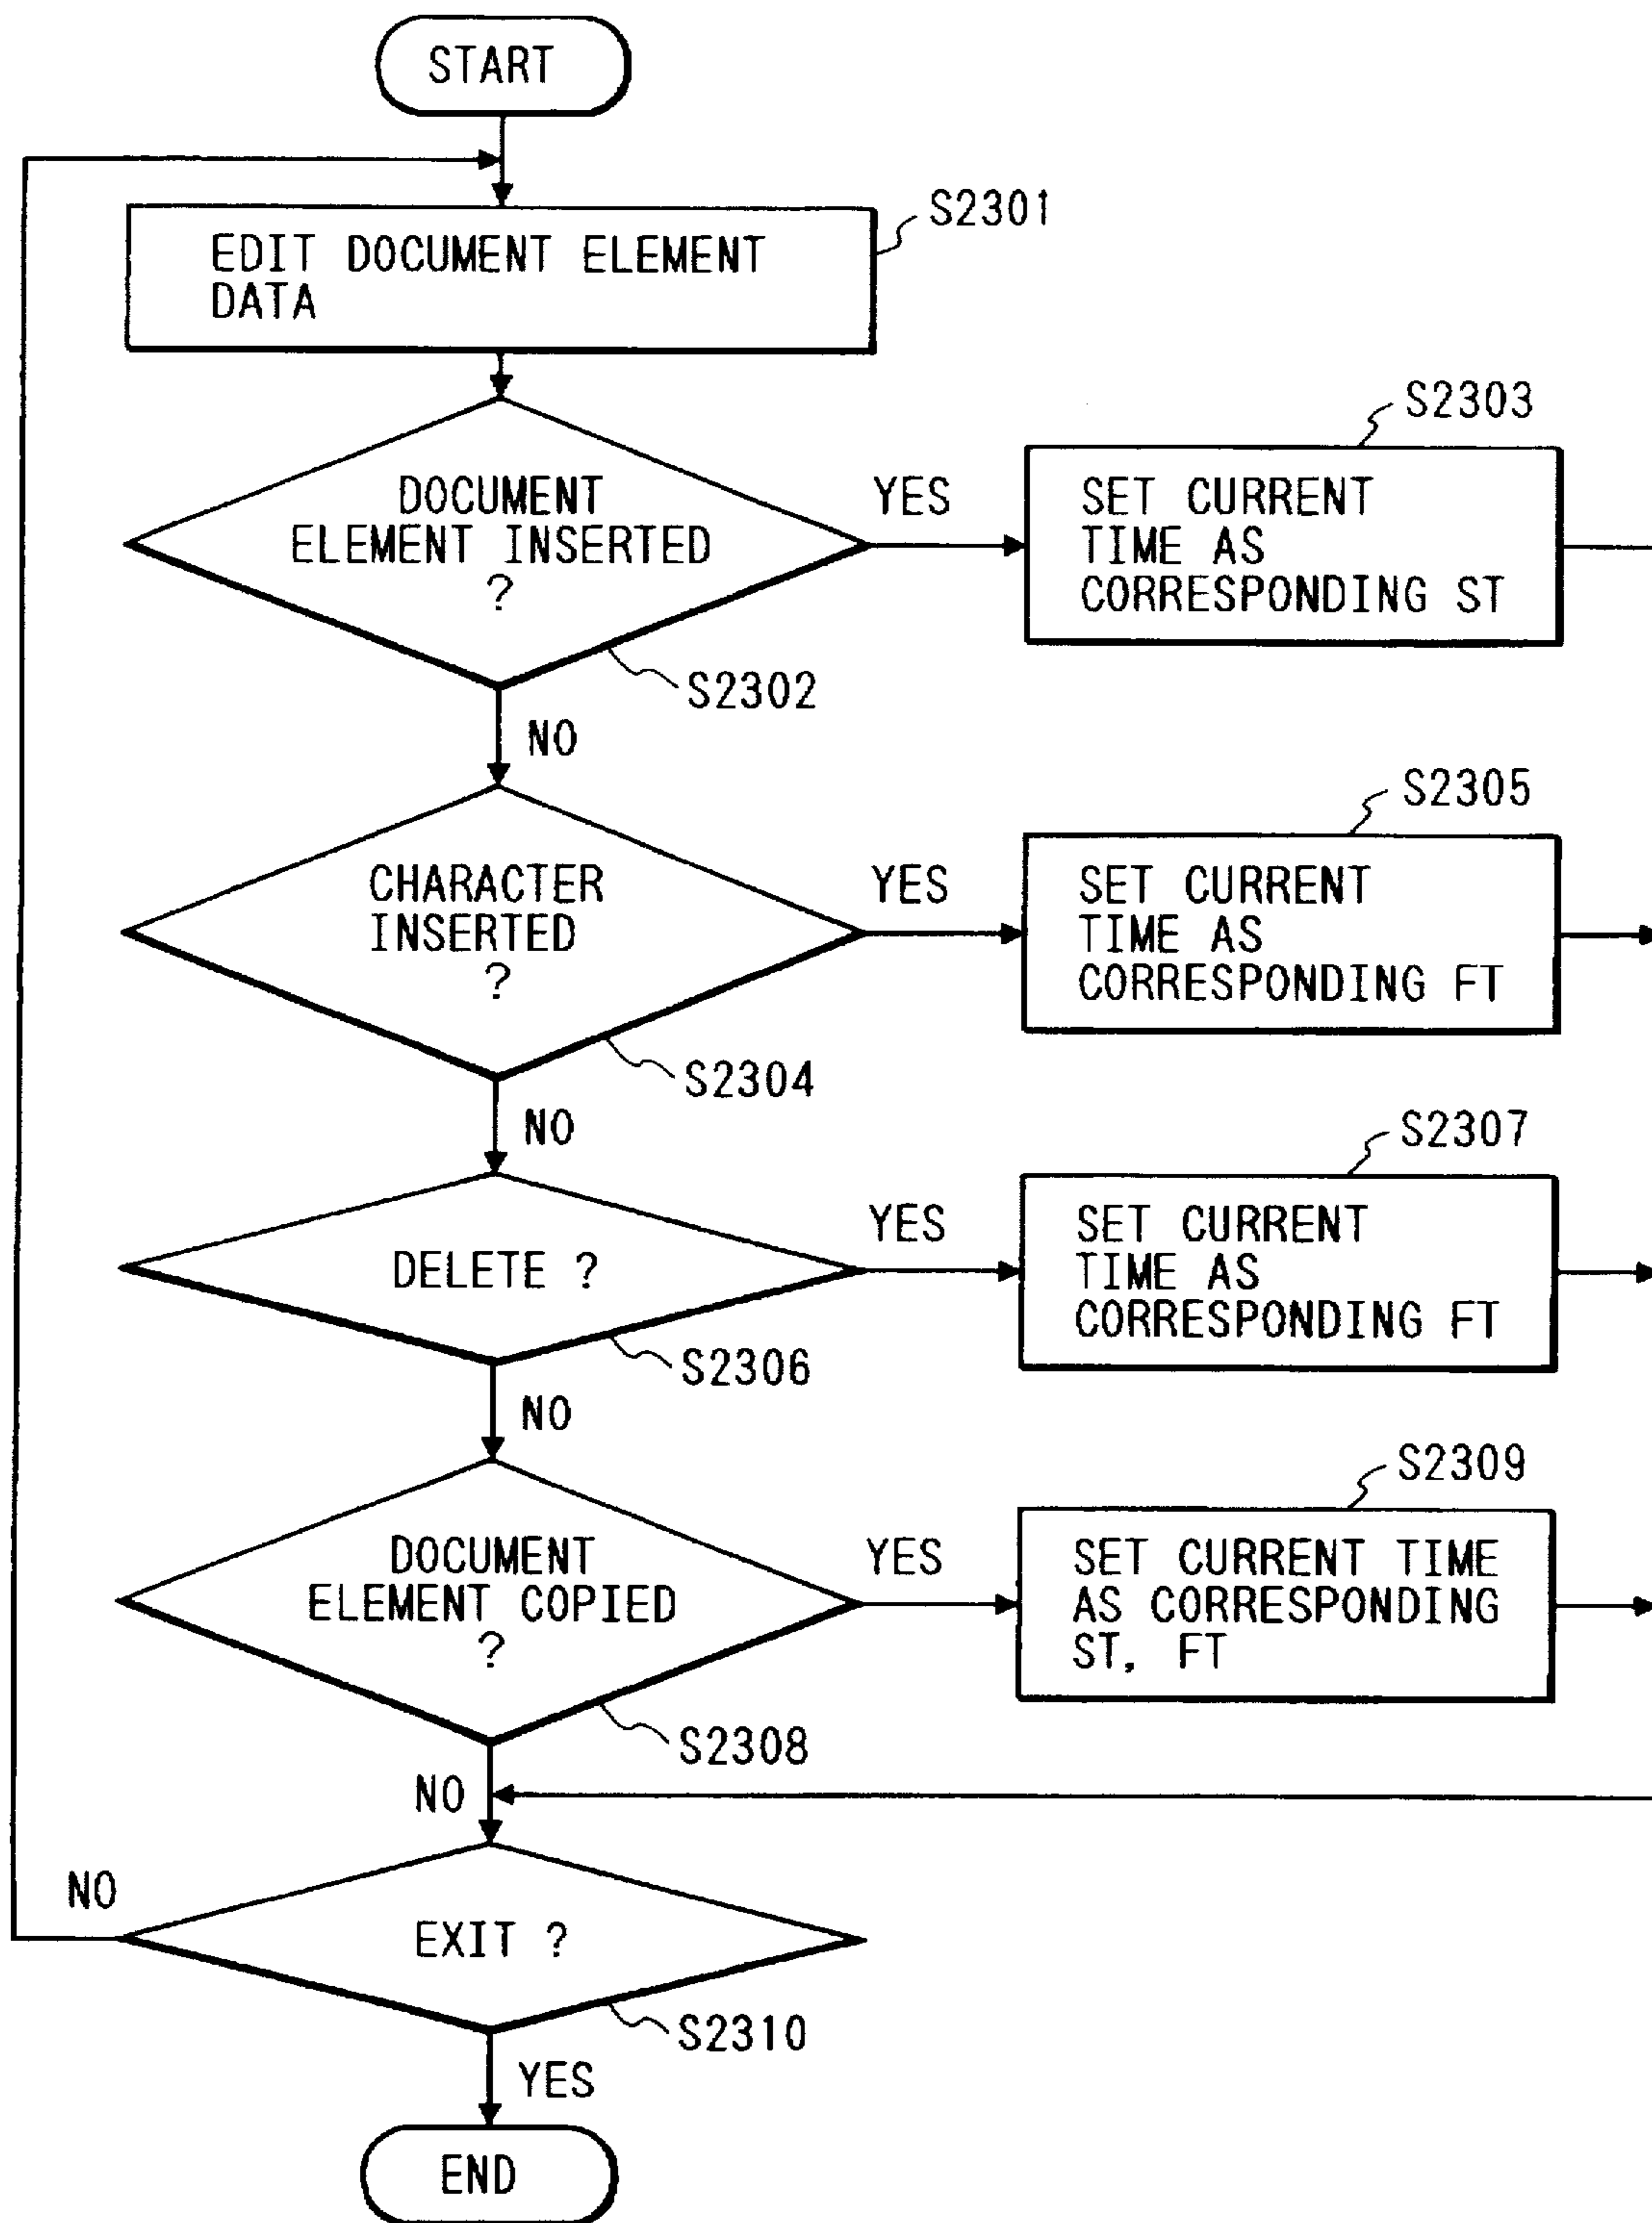 START
S2301
EDIT DOCUMENT ELEMENT
DATA
S2303
DOCUMENT
ELEMENT INSERTED
?
YES
SET CURRENT
TIME AS
CORRESPONDING ST
S2302
NO
S2305
CHARACTER
INSERTED
?
YES
SET CURRENT
TIME AS
CORRESPONDING FT
S2304
NO
S2307
DELETE ?
YES
SET CURRENT
TIME AS
CORRESPONDING FT
S2306
NO
S2309
DOCUMENT
ELEMENT COPIED
?
YES
SET CURRENT TIME
AS CORRESPONDING
ST, FT
S2308
NO
NO
EXIT ?
S2310
YES
END